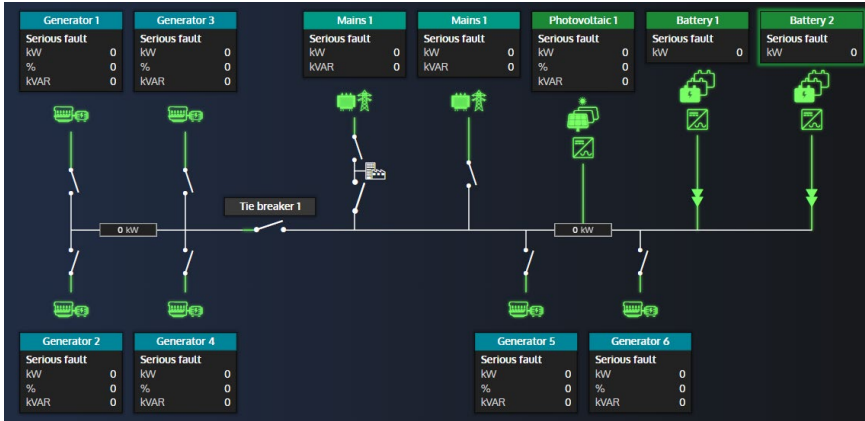 Generator 1
Serious fault
kW 0
% 0
kVAR 0
Generator 3
Serious fault
kW 0
% 0
kVAR 0
Mains 1
Serious fault
kW 0
kVAR 0
Mains 1
Serious fault
kW 0
kVAR 0
Photovoltaic 1
Serious fault
kW 0
% 0
kVAR 0
Battery 1
Serious fault
kW 0
Battery 2
Serious fault
kW 0
Tie breaker 1
0 kW
0 kW
Generator 2
Serious fault
kW 0
% 0
kVAR 0
Generator 4
Serious fault
kW 0
% 0
kVAR 0
Generator 5
Serious fault
kW 0
% 0
kVAR 0
Generator 6
Serious fault
kW 0
% 0
kVAR 0